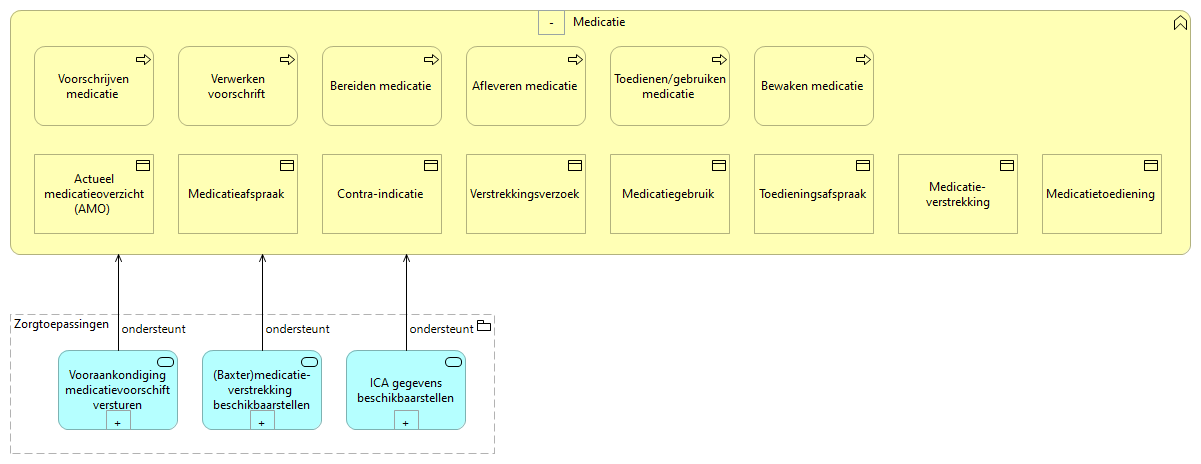 - Medicatie
Voorschrijven
medicatie
Verwerken
voorschrift
Bereiden medicatie
Afleveren medicatie
Toedienen/gebruiken
medicatie
Bewaken medicatie
Actueel
medicatieoverzicht
(AMO)
Medicatieafspraak
Contra-indicatie
Verstrekkingsverzoek
Medicatiegebruik
Toedieningsafspraak
Medicatie-
verstrekking
Medicatietoediening
Zorgtoepassingen
ondersteunt
ondersteunt
ondersteunt
Vooraankondiging
medicatievoorschift
versturen
+
(Baxter)medicatie-
verstrekking
beschikbaarstellen
+
ICA gegevens
beschikbaarstellen
+